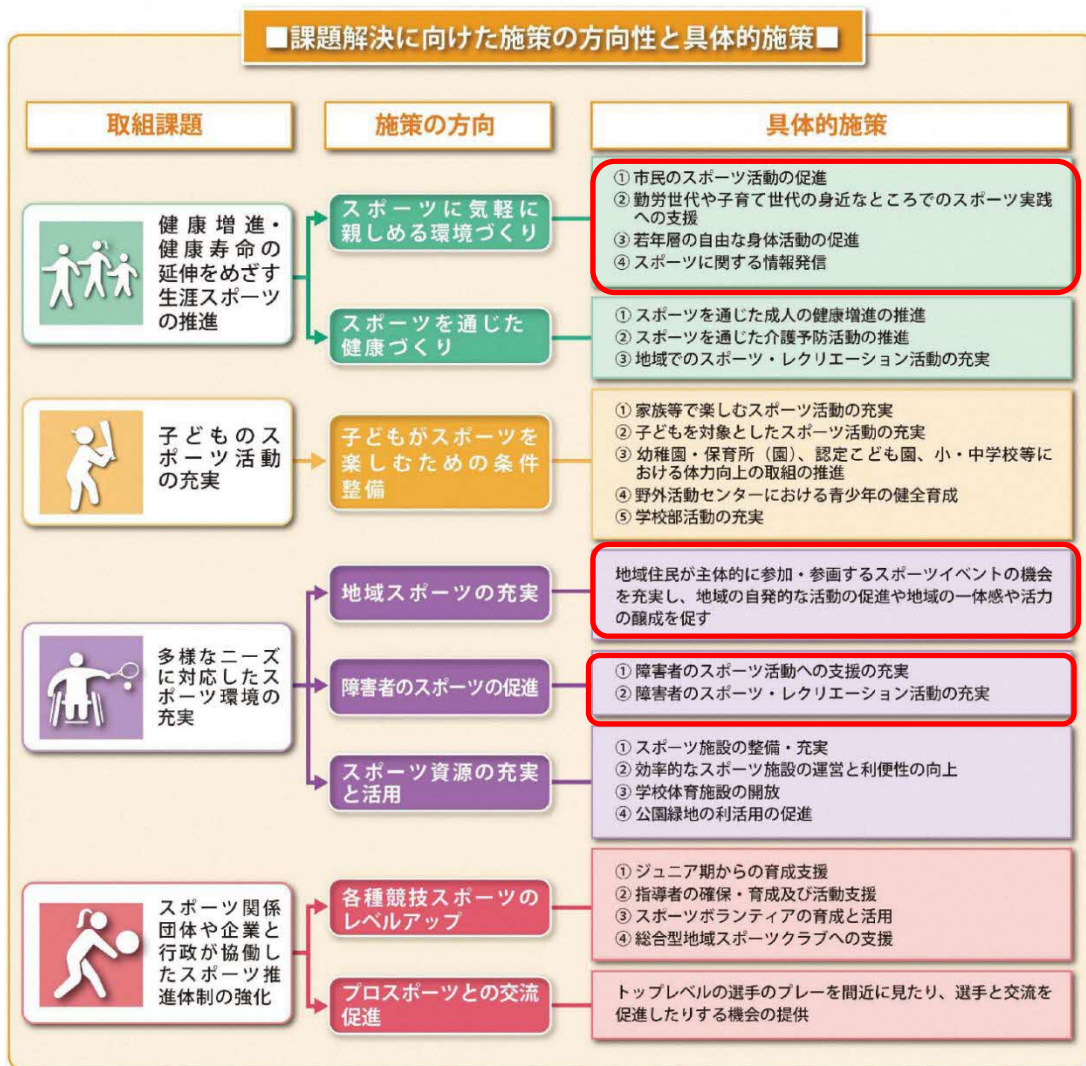 ■課題解決に向けた施策の方向性と具体的施策■
取組課題
施策の方向
具体的施策
健康増進・
健康寿命の
延伸をめざす
生涯スポーツ
の推進
スポーツに気軽に
親しめる環境づくり
① 市民のスポーツ活動の促進
② 勤労世代や子育て世代の身近なところでのスポーツ実践
への支援
③ 若年層の自由な身体活動の促進
④ スポーツに関する情報発信
スポーツを通じた
健康づくり
① スポーツを通じた成人の健康増進の推進
② スポーツを通じた介護予防活動の推進
③ 地域でのスポーツ・レクリエーション活動の充実
子どものス
ポーツ活動
の充実
子どもがスポーツを
楽しむための条件
整備
① 家族等で楽しむスポーツ活動の充実
② 子どもを対象としたスポーツ活動の充実
③ 幼稚園・保育所（園）、認定こども園、小・中学校等に
おける体力向上の取組の推進
④ 野外活動センターにおける青少年の健全育成
⑤ 学校部活動の充実
多様なニーズ
に対応したス
ポーツ環境の
充実
地域スポーツの充実
地域住民が主体的に参加・参画するスポーツイベントの機会
を充実し、地域の自発的な活動の促進や地域の一体感や活力
の醸成を促す
障害者のスポーツの促進
① 障害者のスポーツ活動への支援の充実
② 障害者のスポーツ・レクリエーション活動の充実
スポーツ資源の充実
と活用
① スポーツ施設の整備・充実
② 効率的なスポーツ施設の運営と利便性の向上
③ 学校体育施設の開放
④ 公園緑地の利活用の促進
スポーツ関係
団体や企業と
行政が協働し
たスポーツ推
進体制の強化
各種競技スポーツの
レベルアップ
① ジュニア期からの育成支援
② 指導者の確保・育成及び活動支援
③ スポーツボランティアの育成と活用
④ 総合型地域スポーツクラブへの支援
プロスポーツとの交流
促進
トップレベルの選手のプレーを間近に見たり、選手と交流を
促進したりする機会の提供